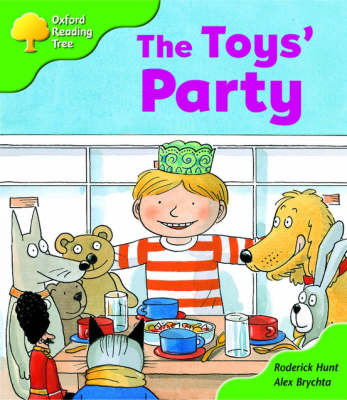 Oxford
Reading
Tree
The Toys'
Party
Roderick Hunt
Alex Brychta